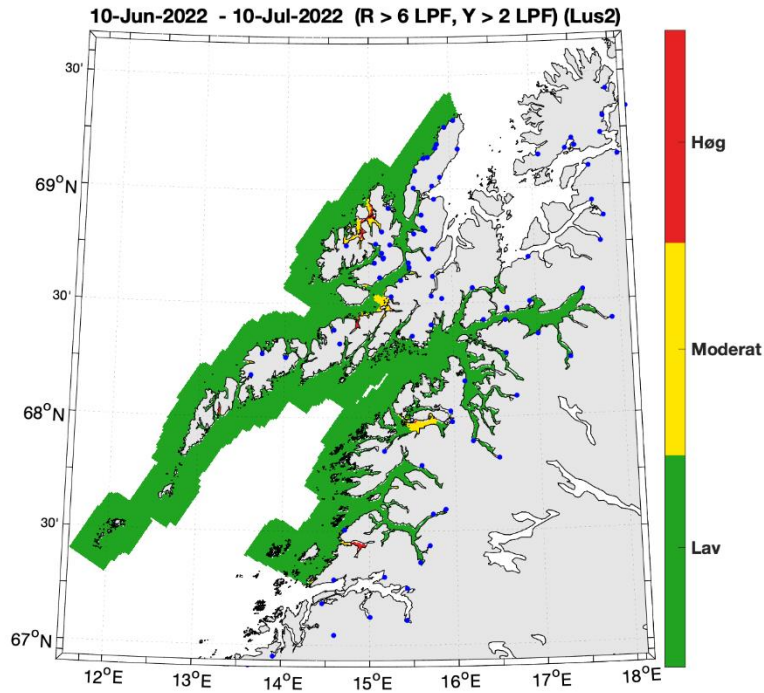 10-Jun-2022 - 10-Jul-2022 (R > 6 LPF, Y > 2 LPF) (Lus2)
30'
Høg
69°N
30'
Moderat
68°N
30'
Lav
67°N
12°E 13°E 14°E 15°E 16°E 17°E 18°E